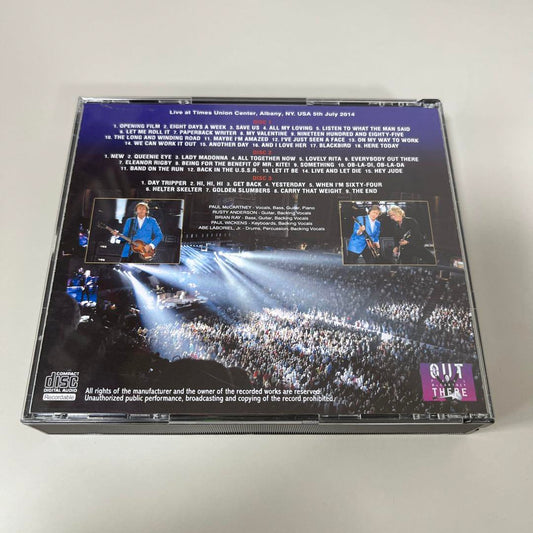 Live at Times Union Center, Albany, NY. USA 5th July 2014
DISC 1
1. OPENING FILM 2. EIGHT DAYS A WEEK 3. SAVE US 4. ALL MY LOVING 5. LISTEN TO WHAT THE MAN SAID
6. LET ME ROLL IT 7. PAPERBACK WRITER 8. MY VALENTINE 9. NINETEEN HUNDRED AND EIGHTY-FIVE
10. THE LONG AND WINDING ROAD 11. MAYBE I'M AMAZED 12. I'VE JUST SEEN A FACE 13. ON MY WAY TO WORK
14. WE CAN WORK IT OUT 15. ANOTHER DAY 16. AND I LOVE HER 17. BLACKBIRD 18. HERE TODAY
DISC 2
1. NEW 2. QUEENIE EYE 3. LADY MADONNA 4. ALL TOGETHER NOW 5. LOVELY RITA 6. EVERYBODY OUT THERE
7. ELEANOR RIGBY 8. BEING FOR THE BENEFIT OF MR. KITE! 9. SOMETHING 10. OB-LA-DI, OB-LA-DA
11. BAND ON THE RUN 12. BACK IN THE U.S.S.R. 13. LET IT BE 14. LIVE AND LET DIE 15. HEY JUDE
DISC 3
1. DAY TRIPPER 2. HI, HI, HI 3. GET BACK 4. YESTERDAY 5. WHEN I'M SIXTY-FOUR
6. HELTER SKELTER 7. GOLDEN SLUMBERS 8. CARRY THAT WEIGHT 9. THE END
PAUL McCARTNEY - Vocals, Bass, Guitar, Piano
RUSTY ANDERSON - Guitar, Backing Vocals
BRIAN RAY - Bass, Guitar, Backing Vocals
PAUL WICKENS - Keyboards, Backing Vocals
ABE LABORIEL, Jr. - Drums, Percussion, Backing Vocals
COMPACT
disc
DIGITAL AUDIO
Recordable
All rights of the manufacturer and the owner of the recorded works are reserved.
Unauthorized public performance, broadcasting and copying of the record prohibited.
OUT
THERE